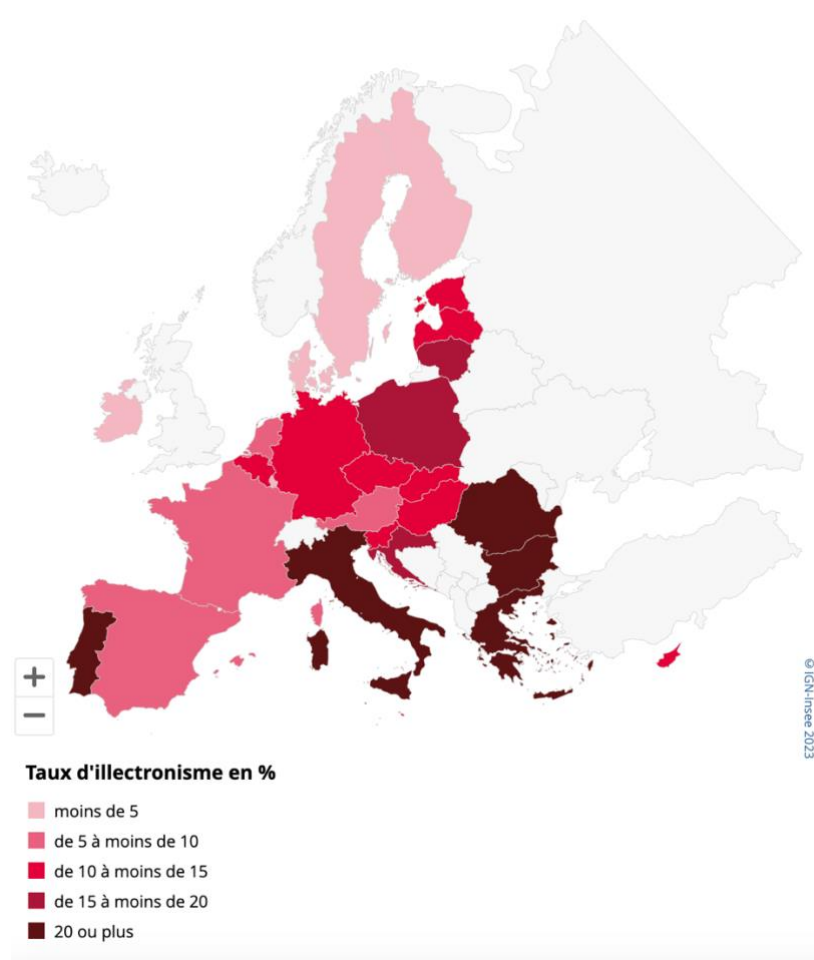 +
−
©IGN-Insee 2023
Taux d'illectronisme en %
moins de 5
de 5 à moins de 10
de 10 à moins de 15
de 15 à moins de 20
20 ou plus